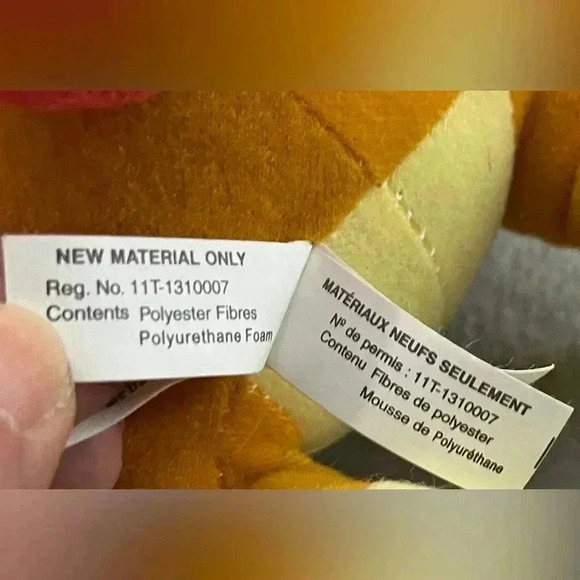 NEW MATERIAL ONLY
Reg. No. 11T-1310007
Contents Polyester Fibres
Polyurethane Foam
MATÉRIAUX NEUFS SEULEMENT
Nº de permis : 11T-1310007
Contenu Fibres de polyester
Mousse de Polyuréthane